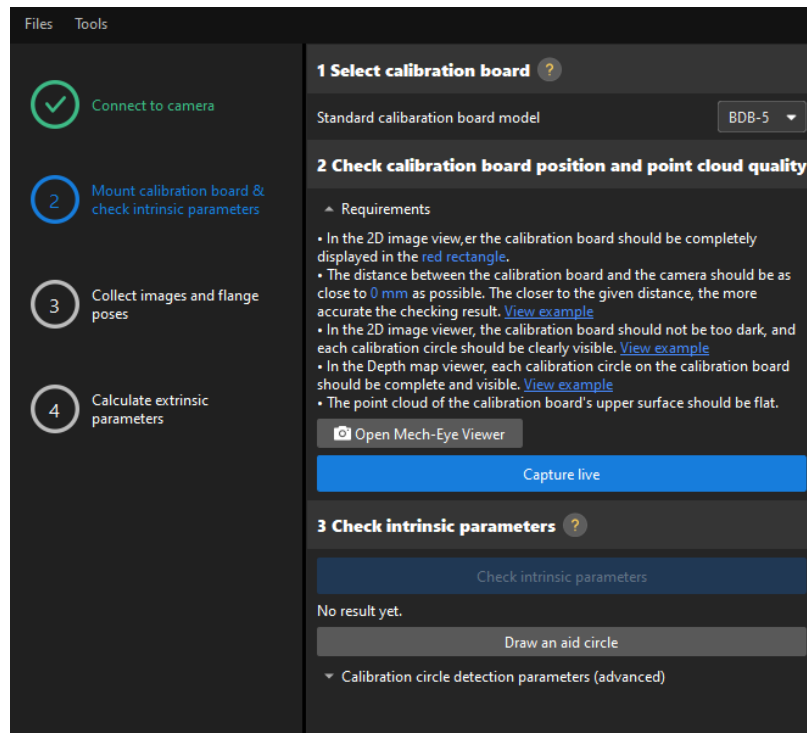 Files Tools
Connect to camera
2
Mount calibration board &
check intrinsic parameters
3
Collect images and flange
poses
4
Calculate extrinsic
parameters
1 Select calibration board ?
Standard calibaration board model BDB-5
2 Check calibration board position and point cloud quality
Requirements
• In the 2D image view,er the calibration board should be completely
displayed in the red rectangle.
• The distance between the calibration board and the camera should be as
close to 0 mm as possible. The closer to the given distance, the more
accurate the checking result. View example
• In the 2D image viewer, the calibration board should not be too dark, and
each calibration circle should be clearly visible. View example
• In the Depth map viewer, each calibration circle on the calibration board
should be complete and visible. View example
• The point cloud of the calibration board's upper surface should be flat.
Open Mech-Eye Viewer
Capture live
3 Check intrinsic parameters ?
Check intrinsic parameters
No result yet.
Draw an aid circle
Calibration circle detection parameters (advanced)